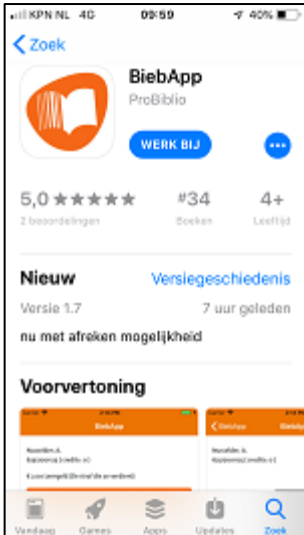 KPN NL 4G 09:59 40%
Zoek
BiebApp
ProBiblio
WERK BIJ
5,0 #34 4+
2 beoordelingen Boeken Leeftijd
Nieuw Versiegeschiedenis
Versie 1.7 7 uur geleden
nu met afreken mogelijkheid
Voorvertoning
BiebApp BiebApp
Vandaag Games Apps Updates Zoek